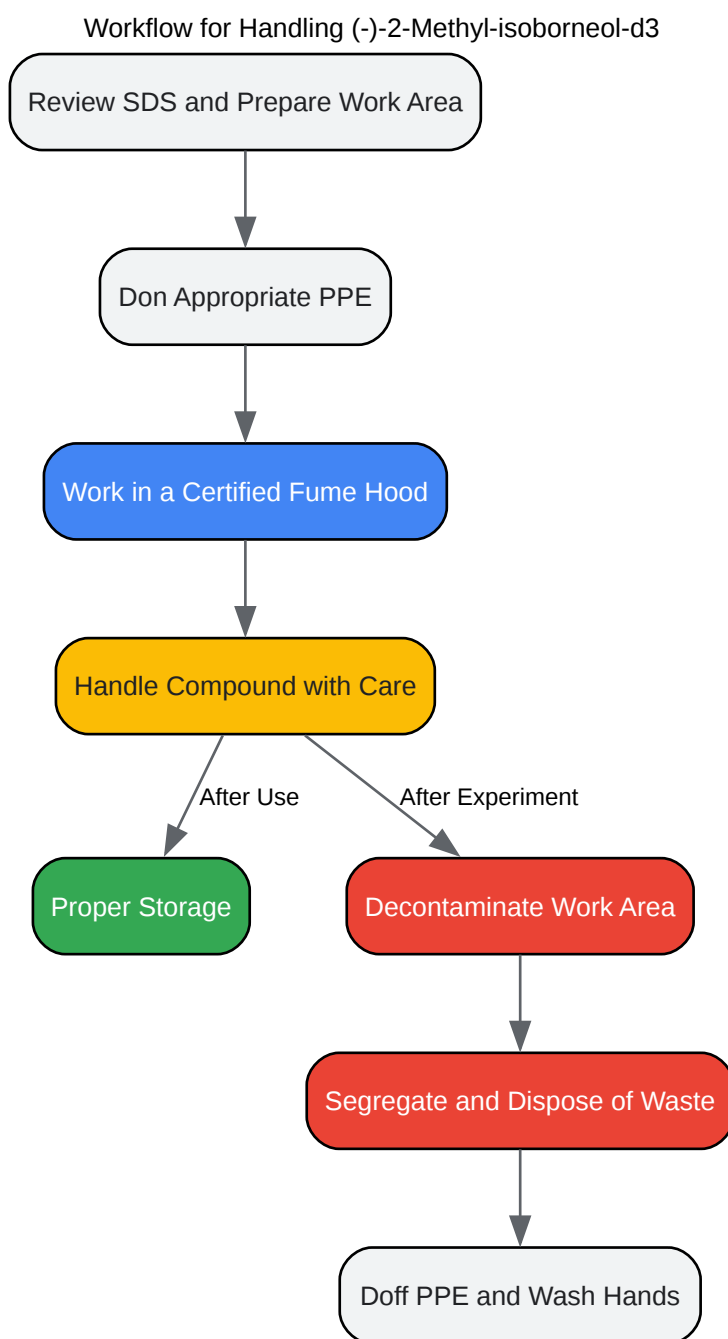 Workflow for Handling (-)-2-Methyl-isoborneol-d3
Review SDS and Prepare Work Area
Don Appropriate PPE
Work in a Certified Fume Hood
Handle Compound with Care
After Use
After Experiment
Proper Storage
Decontaminate Work Area
Segregate and Dispose of Waste
Doff PPE and Wash Hands